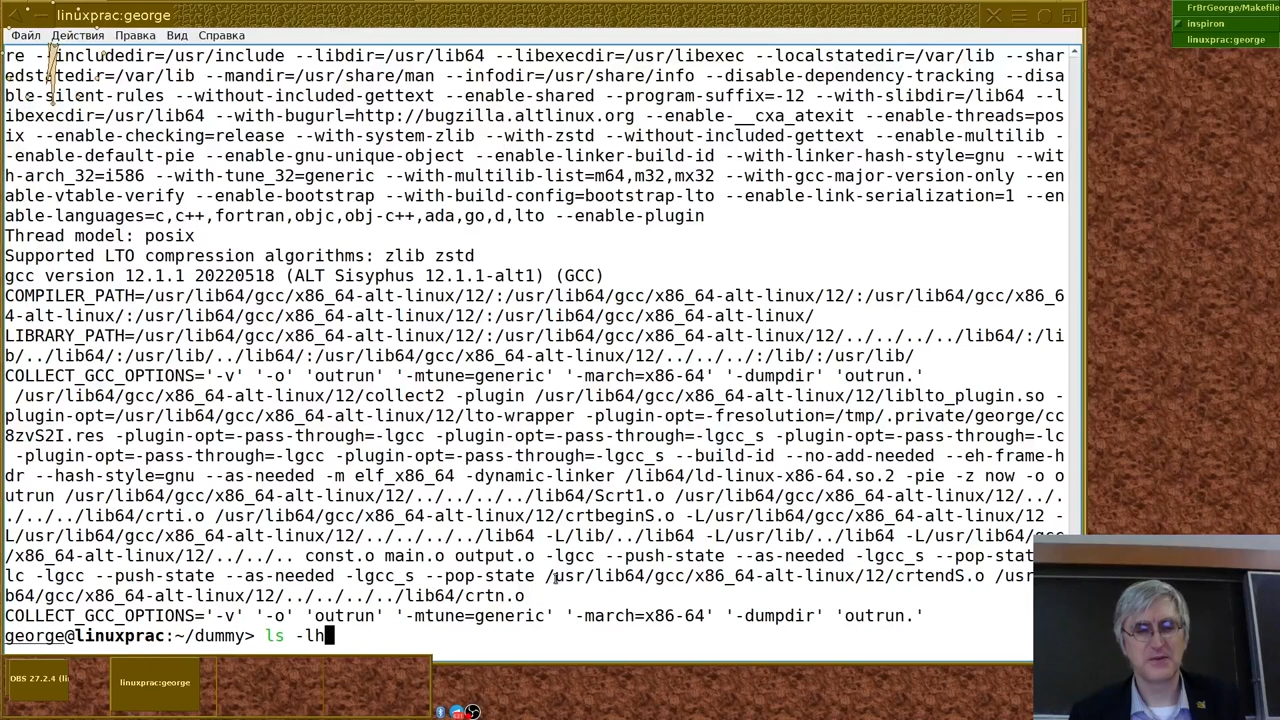 linuxprac:george
Файл Действия Правка Вид Справка
re --includedir=/usr/include --libdir=/usr/lib64 --libexecdir=/usr/libexec --localstatedir=/var/lib --shar
edstatedir=/var/lib --mandir=/usr/share/man --infodir=/usr/share/info --disable-dependency-tracking --disa
ble-silent-rules --without-included-gettext --enable-shared --program-suffix=-12 --with-slibdir=/lib64 --l
ibexecdir=/usr/lib64 --with-bugurl=http://bugzilla.altlinux.org --enable-__cxa_atexit --enable-threads=pos
ix --enable-checking=release --with-system-zlib --with-zstd --without-included-gettext --enable-multilib -
-enable-default-pie --enable-gnu-unique-object --enable-linker-build-id --with-linker-hash-style=gnu --wit
h-arch_32=i586 --with-tune_32=generic --with-multilib-list=m64,m32,mx32 --with-gcc-major-version-only --en
able-vtable-verify --enable-bootstrap --with-build-config=bootstrap-lto --enable-link-serialization=1 --en
able-languages=c,c++,fortran,objc,obj-c++,ada,go,d,lto --enable-plugin
Thread model: posix
Supported LTO compression algorithms: zlib zstd
gcc version 12.1.1 20220518 (ALT Sisyphus 12.1.1-alt1) (GCC)
COMPILER_PATH=/usr/lib64/gcc/x86_64-alt-linux/12/:/usr/lib64/gcc/x86_64-alt-linux/12/:/usr/lib64/gcc/x86_6
4-alt-linux/:/usr/lib64/gcc/x86_64-alt-linux/12/:/usr/lib64/gcc/x86_64-alt-linux/
LIBRARY_PATH=/usr/lib64/gcc/x86_64-alt-linux/12/:/usr/lib64/gcc/x86_64-alt-linux/12/../../../../lib64/:/li
b/../lib64/:/usr/lib/../lib64/:/usr/lib64/gcc/x86_64-alt-linux/12/../../../:/lib/:/usr/lib/
COLLECT_GCC_OPTIONS='-v' '-o' 'outrun' '-mtune=generic' '-march=x86-64' '-dumpdir' 'outrun.'
/usr/lib64/gcc/x86_64-alt-linux/12/collect2 -plugin /usr/lib64/gcc/x86_64-alt-linux/12/liblto_plugin.so -
plugin-opt=/usr/lib64/gcc/x86_64-alt-linux/12/lto-wrapper -plugin-opt=-fresolution=/tmp/.private/george/cc
8zvS2I.res -plugin-opt=-pass-through=-lgcc -plugin-opt=-pass-through=-lgcc_s -plugin-opt=-pass-through=-lc
-plugin-opt=-pass-through=-lgcc -plugin-opt=-pass-through=-lgcc_s --build-id --no-add-needed --eh-frame-h
dr --hash-style=gnu --as-needed -m elf_x86_64 -dynamic-linker /lib64/ld-linux-x86-64.so.2 -pie -z now -o o
utrun /usr/lib64/gcc/x86_64-alt-linux/12/../../../../lib64/Scrt1.o /usr/lib64/gcc/x86_64-alt-linux/12/../.
./../../lib64/crti.o /usr/lib64/gcc/x86_64-alt-linux/12/crtbeginS.o -L/usr/lib64/gcc/x86_64-alt-linux/12 -
L/usr/lib64/gcc/x86_64-alt-linux/12/../../../../lib64 -L/lib/../lib64 -L/usr/lib/../lib64 -L/usr/lib64/gcc
/x86_64-alt-linux/12/../../.. const.o main.o output.o -lgcc --push-state --as-needed -lgcc_s --pop-stat
lc -lgcc --push-state --as-needed -lgcc_s --pop-state /usr/lib64/gcc/x86_64-alt-linux/12/crtendS.o /usr
b64/gcc/x86_64-alt-linux/12/../../../../lib64/crtn.o
COLLECT_GCC_OPTIONS='-v' '-o' 'outrun' '-mtune=generic' '-march=x86-64' '-dumpdir' 'outrun.'
george@linuxprac:~/dummy> ls -lh
FrBrGeorge/Makefile
inspiron
linuxprac:george
OBS 27.2.4 (li
linuxprac:george